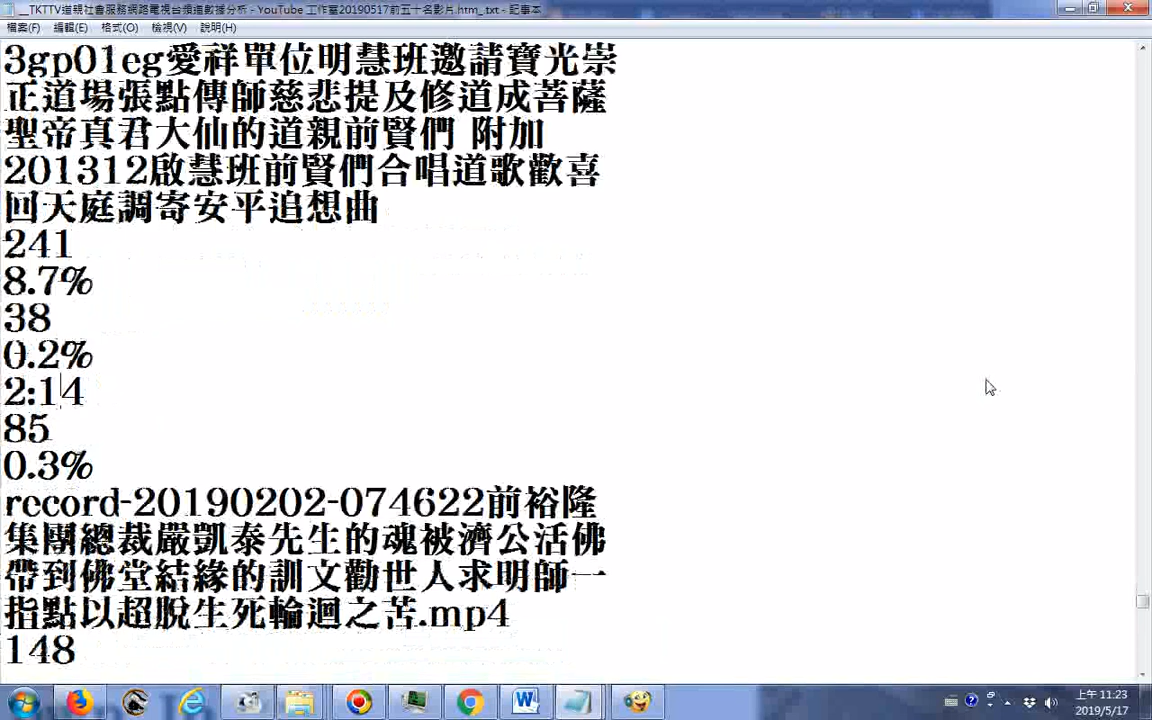 __TKTTV道親社會服務網路電視台頻道數據分析 - YouTube 工作室20190517前五十名影片.htm_.txt - 記事本
檔案(F) 編輯(E) 格式(O) 檢視(V) 說明(H)
3gp01eg愛祥單位明慧班邀請寶光崇
正道場張點傳師慈悲提及修道成菩薩
聖帝真君大仙的道親前賢們 附加
201312啟慧班前賢們合唱道歌歡喜
回天庭調寄安平追想曲
241
8.7%
38
0.2%
2:14
85
0.3%
record-20190202-074622前裕隆
集團總裁嚴凱泰先生的魂被濟公活佛
帶到佛堂結緣的訓文勸世人求明師一
指點以超脫生死輪迴之苦.mp4
148
上午 11:23
2019/5/17